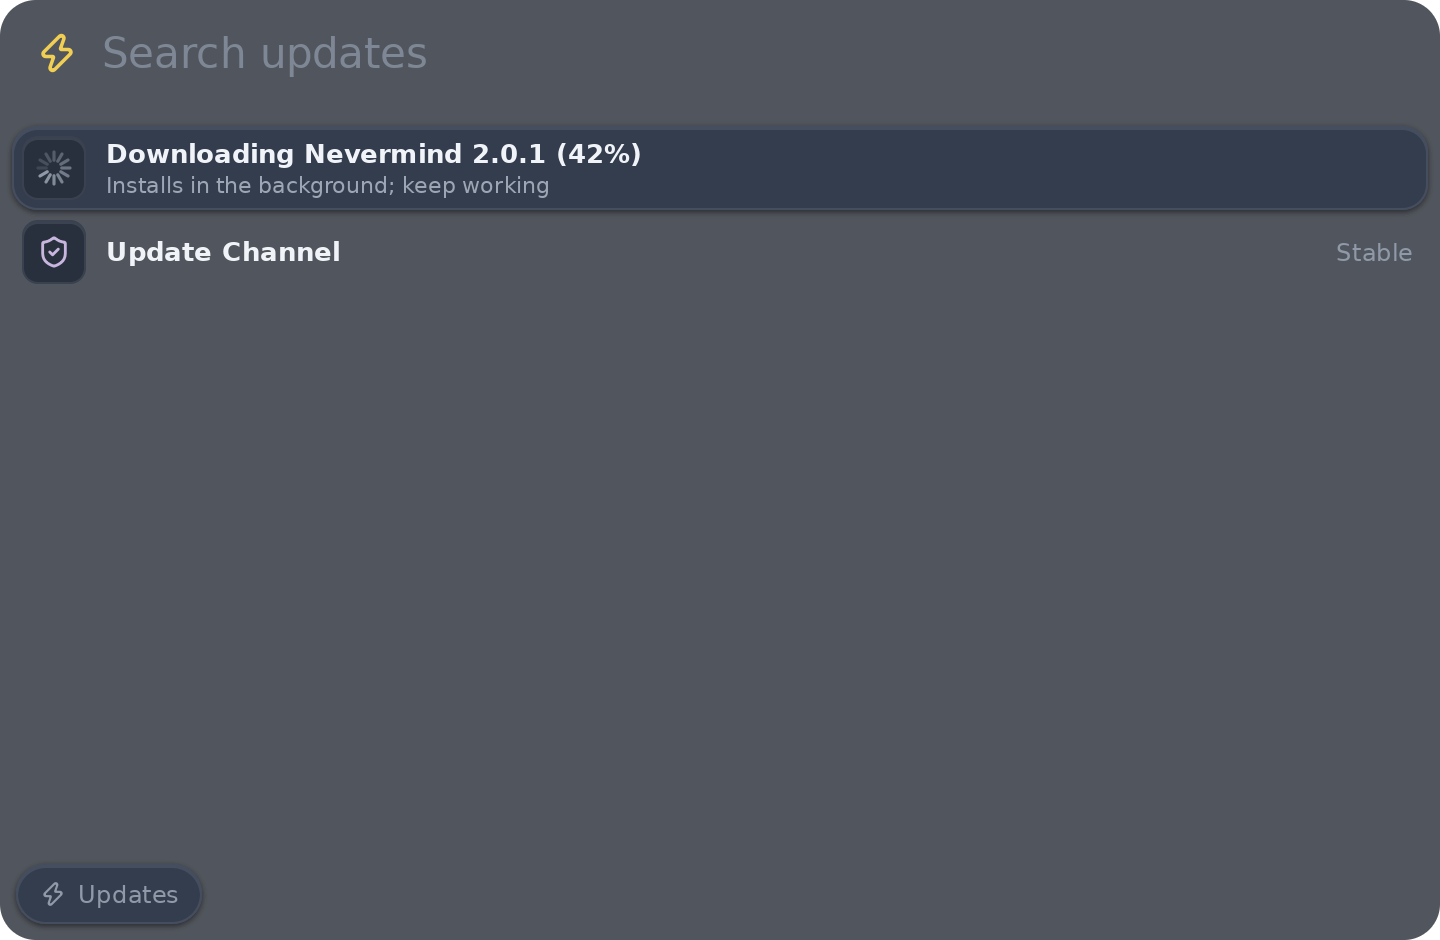 Search updates
Downloading Nevermind 2.0.1 (42%)
Installs in the background; keep working
Update Channel
Stable
Updates